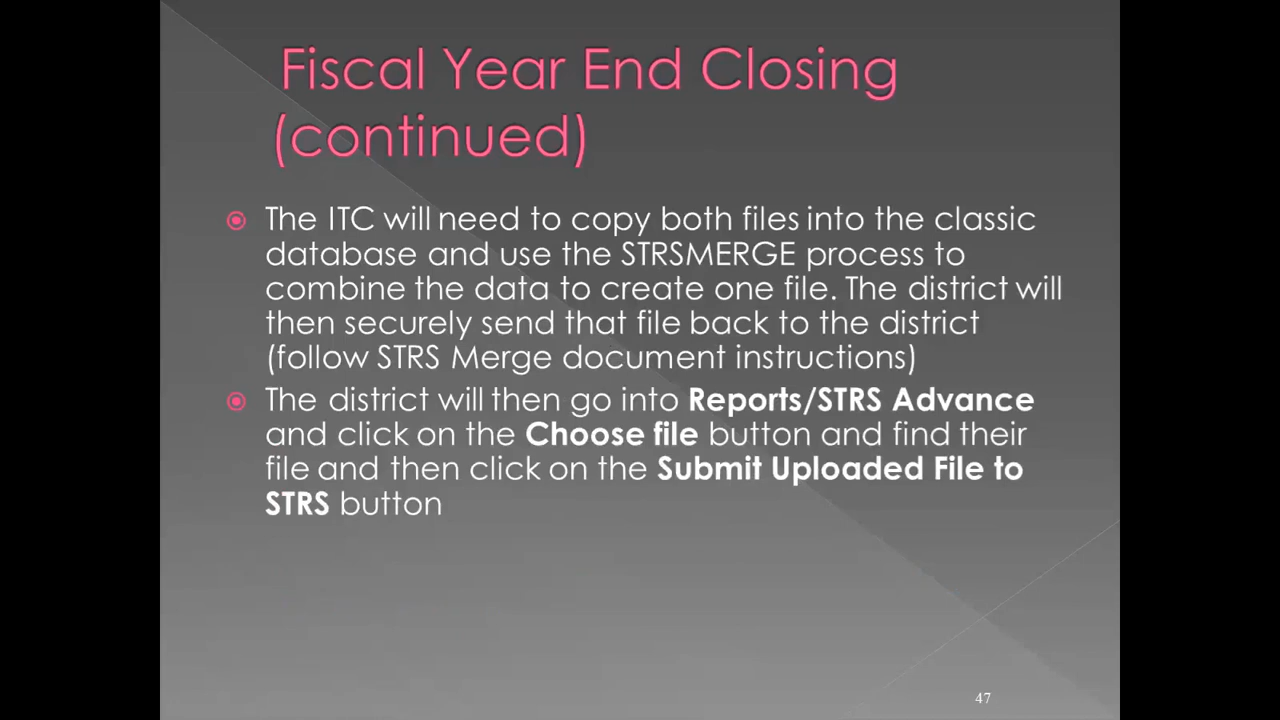 Fiscal Year End Closing
(continued)
The ITC will need to copy both files into the classic
database and use the STRSMERGE process to
combine the data to create one file. The district will
then securely send that file back to the district
(follow STRS Merge document instructions)
The district will then go into Reports/STRS Advance
and click on the Choose file button and find their
file and then click on the Submit Uploaded File to
STRS button
47